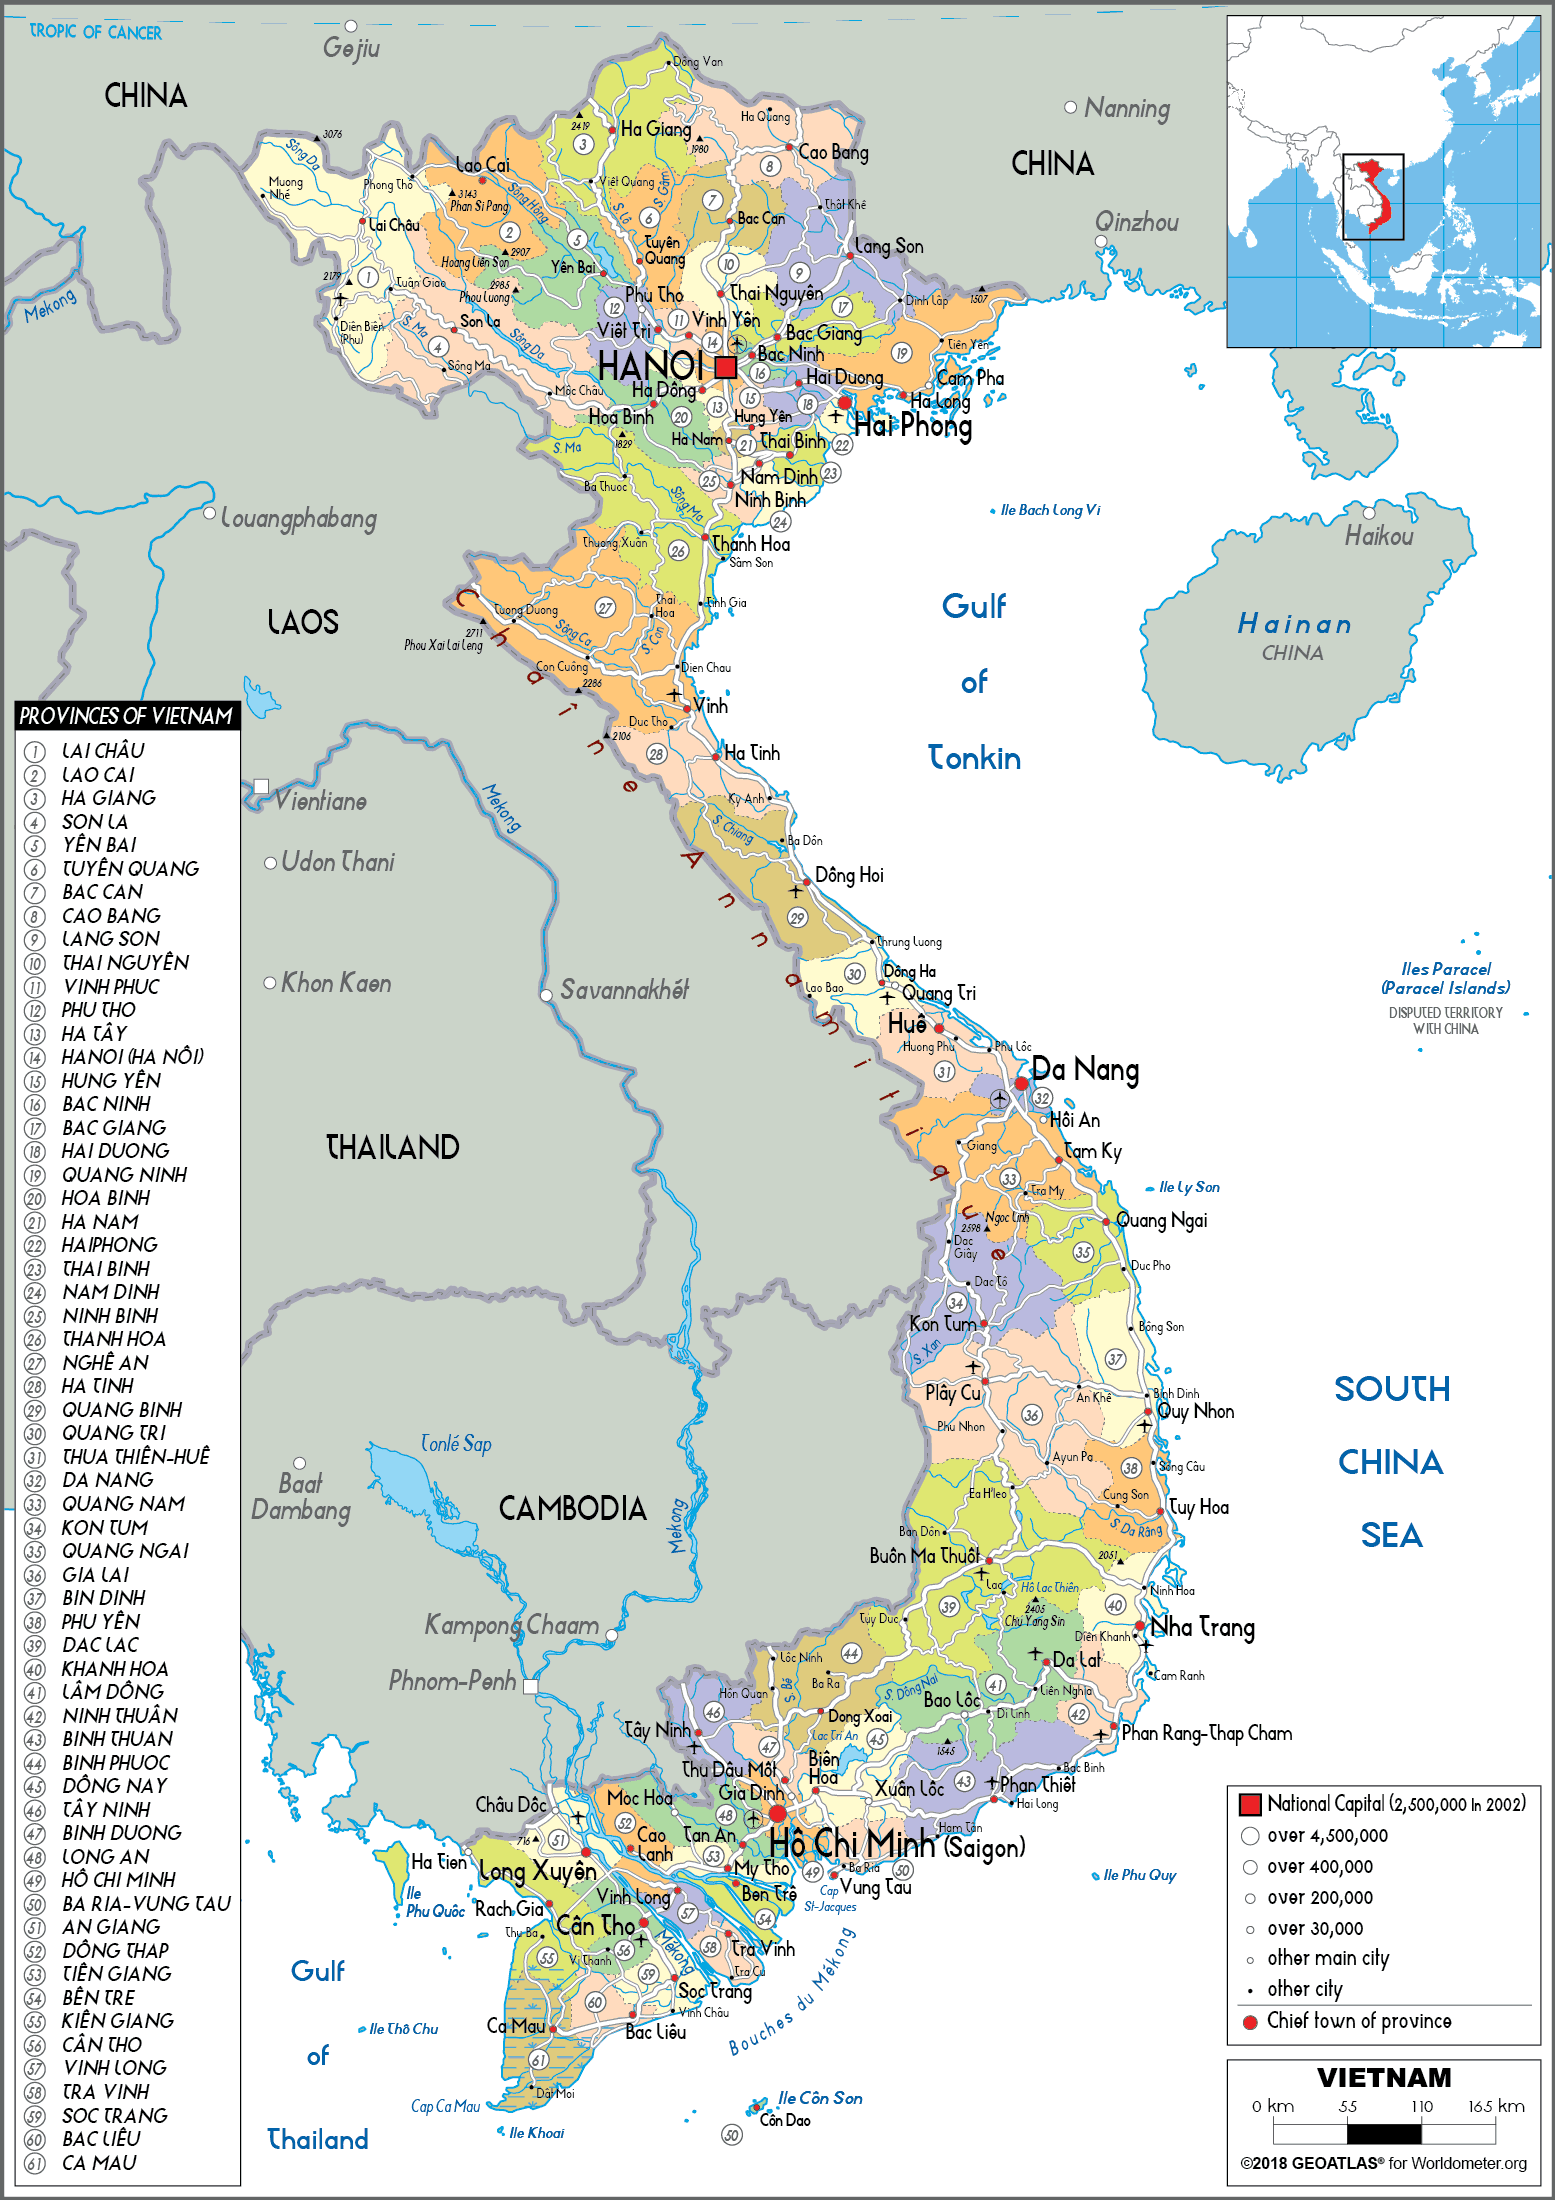 TROPIC OF CANCER
Gejiu
CHINA
Nanning
CHINA
Qinzhou
Mekong
Louangphabang
LAOS
Haikou
Hainan
CHINA
Gulf
of
Tonkin
Ile Bach Long Vi
Dông Van
Ha Quang
3076
2419
3
Ha Giang
1980
8
Cao Bang
Sông Da
Muong
Nhé
Phong Thô
Lao Cai
3143
Phan Si Pang
Sông Hông
Viêt Quang
S. Lô
S. Gâm
6
7
Bac Can
Thât Khê
Lai Châu
2
5
Tuyên
Quang
Lang Son
2907
Hoang Liên Son
Yên Bai
10
9
2179
1
2985
Phou Luong
Tuân Giao
Phu Tho
12
Thai Nguyên
17
Dinh Lâp
1507
Diên Biên
(Phu)
S. Ma
Son La
Sông Da
Viêt Tri
11
Vinh Yên
Bac Giang
4
14
Bac Ninh
19
Tiên Yên
Sông Ma
HANOI
16
Hai Duong
Cam Pha
Môc Châu
Ha Dông
15
18
Ha Long
Hoa Binh
20
13
Hung Yên
Hai Phong
1829
Ha Nam
21
Thai Binh
22
S. Ma
Nam Dinh
23
Ba Thuoc
25
Ninh Binh
Sông Ma
24
Thuong Xuân
26
Thanh Hoa
Sâm Son
27
Tinh Gia
Thai
Hoa
Tuong Duong
Sông Ca
S. Con
2711
Phou Xai Lai Leng
Con Cuông
Dien Chau
2286
Vinh
Duc Tho
2106
28
Ha Tinh
Ky Anh
S. Chiang
Ba Dôn
Dông Hoi
29
Chaîne Annamitique
Thrung Luong
30
Dông Ha
Lao Bao
Quang Tri
Huê
Huong Phu
Phu Lôc
31
Da Nang
32
Hôi An
Giang
Tam Ky
33
Tra My
Ile Ly Son
Ngoc Linh
2598
Quang Ngai
Dac
Giây
35
Duc Pho
Dac Tô
34
Kon Tum
Bông Son
S. Xan
37
Plây Cu
An Khê
Binh Dinh
36
Quy Nhon
Phu Nhon
Ayun Pa
38
Sông Câu
Ea H'leo
Cung Son
Tuy Hoa
Ban Dôn
S. Da Râng
Buôn Ma Thuôt
2051
Lac
Hô Lac Thiên
Ninh Hoa
39
2405
Chu Yang Sin
40
Tuy Duc
Nha Trang
Diên Khanh
44
Lôc Ninh
Da Lat
Ba Ra
Cam Ranh
S. Bé
S. Dông Nai
41
Liên Nghia
Hôn Quan
Bao Lôc
46
Dong Xoai
Di Linh
42
Tây Ninh
Lac Tri An
45
Phan Rang-Thap Cham
47
Biên
Hoa
1545
Thu Dâu Môt
Bac Binh
Xuân Lôc
43
Phan Thiêt
Gia Dinh
Hai Long
Châu Dôc
Moc Hoa
48
Ham Tân
52
Cao
Lanh
Tan An
Hô Chi Minh (Saigon)
716
51
53
My Tho
49
Ba Ria
50
Ha Tien
Long Xuyên
Bên Trê
Cap
St-Jacques
Vung Tau
Ile Phu Quy
Ile
Phu Quôc
Rach Gia
Vinh Long
Cân Tho
57
54
Thu Ba
Mékong
58
Tra Vinh
55
Vi Thanh
56
59
Tra Cu
Soc Trang
60
Vinh Châu
Ca Mau
Bac Liêu
61
Dât Moi
Cap Ca Mau
Ile Khoai
Ile Thô Chu
Bouches du Mékong
Ile Côn Son
Côn Dao
50
Gulf
of
Thailand
Iles Paracel
(Paracel Islands)
DISPUTED TERRITORY
WITH CHINA
SOUTH
CHINA
SEA
Vientiane
Mekong
Udon Thani
Khon Kaen
Savannakhét
THAILAND
Tonlé Sap
Baat
Dambang
CAMBODIA
Mekong
Kampong Chaam
Phnom-Penh
PROVINCES OF VIETNAM
1 LAI CHÂU
2 LAO CAI
3 HA GIANG
4 SON LA
5 YÊN BAI
6 TUYÊN QUANG
7 BAC CAN
8 CAO BANG
9 LANG SON
10 THAI NGUYÊN
11 VINH PHUC
12 PHU THO
13 HA TÂY
14 HANOI (HA NÔI)
15 HUNG YÊN
16 BAC NINH
17 BAC GIANG
18 HAI DUONG
19 QUANG NINH
20 HOA BINH
21 HA NAM
22 HAIPHONG
23 THAI BINH
24 NAM DINH
25 NINH BINH
26 THANH HOA
27 NGHÊ AN
28 HA TINH
29 QUANG BINH
30 QUANG TRI
31 THUA THIÊN-HUÊ
32 DA NANG
33 QUANG NAM
34 KON TUM
35 QUANG NGAI
36 GIA LAI
37 BIN DINH
38 PHU YÊN
39 DAC LAC
40 KHANH HOA
41 LÂM DÔNG
42 NINH THUÂN
43 BINH THUAN
44 BINH PHUOC
45 DÔNG NAY
46 TÂY NINH
47 BINH DUONG
48 LONG AN
49 HÔ CHI MINH
50 BA RIA-VUNG TAU
51 AN GIANG
52 DÔNG THAP
53 TIÊN GIANG
54 BÊN TRE
55 KIÊN GIANG
56 CÂN THO
57 VINH LONG
58 TRA VINH
59 SOC TRANG
60 BAC LIÊU
61 CA MAU
National Capital (2,500,000 in 2002)
over 4,500,000
over 400,000
over 200,000
over 30,000
other main city
other city
Chief town of province
VIETNAM
0 km 55 110 165 km
©2018 GEOATLAS® for Worldometer.org